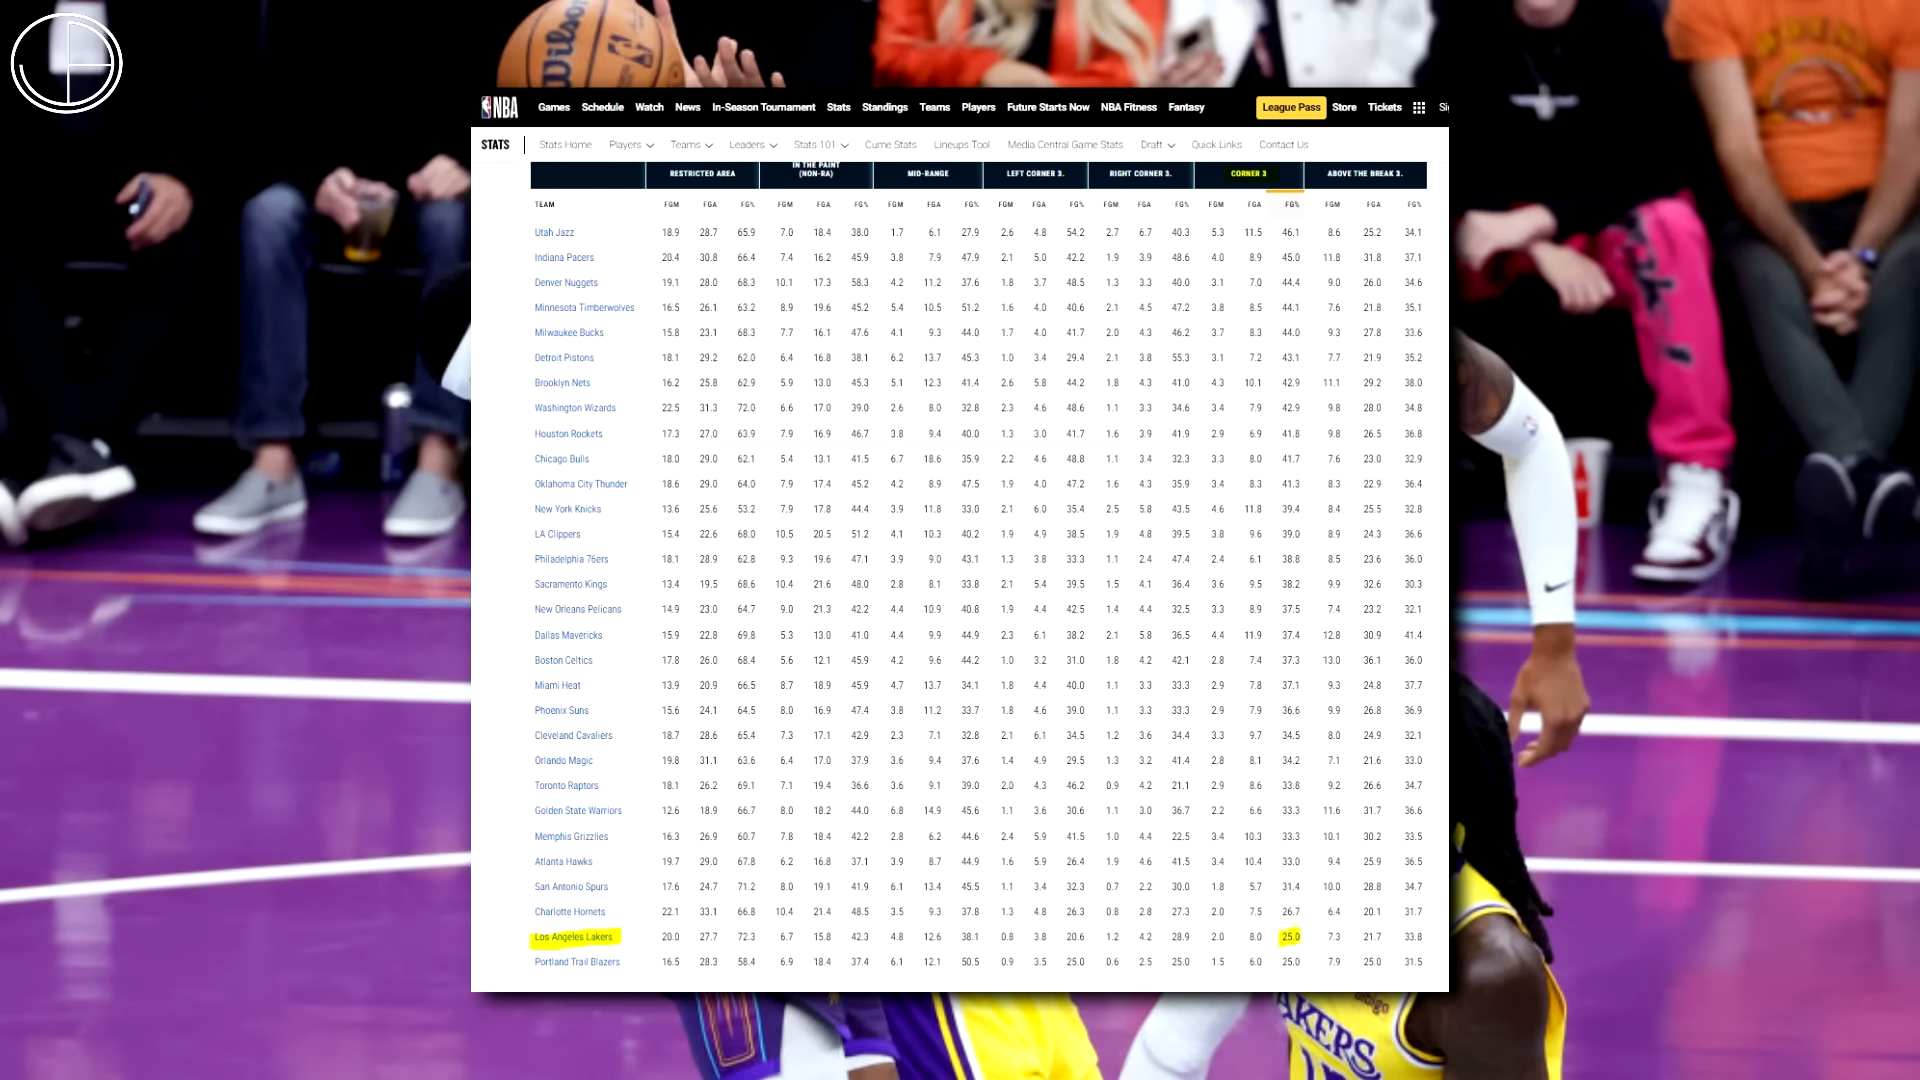 Wilson
NBA Games Schedule Watch News In-Season Tournament Stats Standings Teams Players Future Starts Now NBA Fitness Fantasy League Pass Store Tickets
STATS Stats Home Players Teams Leaders Stats 101 Cume Stats Lineups Tool Media Central Game Stats Draft Quick Links Contact Us
RESTRICTED AREA IN THE PAINT (NON-RA) MID-RANGE LEFT CORNER 3. RIGHT CORNER 3. CORNER 3 ABOVE THE BREAK 3.
TEAM FGM FGA FG% FGM FGA FG% FGM FGA FG% FGM FGA FG% FGM FGA FG% FGM FGA FG% FGM FGA FG%
Utah Jazz 18.9 28.7 65.9 7.0 18.4 38.0 1.7 6.1 27.9 2.6 4.8 54.2 2.7 6.7 40.3 5.3 11.5 46.1 8.6 25.2 34.1
Indiana Pacers 20.4 30.8 66.4 7.4 16.2 45.9 3.8 7.9 47.9 2.1 5.0 42.2 1.9 3.9 48.6 4.0 8.9 45.0 11.8 31.8 37.1
Denver Nuggets 19.1 28.0 68.3 10.1 17.3 58.3 4.2 11.2 37.6 1.8 3.7 48.5 1.3 3.3 40.0 3.1 7.0 44.4 9.0 26.0 34.6
Minnesota Timberwolves 16.5 26.1 63.2 8.9 19.6 45.2 5.4 10.5 51.2 1.6 4.0 40.6 2.1 4.5 47.2 3.8 8.5 44.1 7.6 21.8 35.1
Milwaukee Bucks 15.8 23.1 68.3 7.7 16.1 47.6 4.1 9.3 44.0 1.7 4.0 41.7 2.0 4.3 46.2 3.7 8.3 44.0 9.3 27.8 33.6
Detroit Pistons 18.1 29.2 62.0 6.4 16.8 38.1 6.2 13.7 45.3 1.0 3.4 29.4 2.1 3.8 55.3 3.1 7.2 43.1 7.7 21.9 35.2
Brooklyn Nets 16.2 25.8 62.9 5.9 13.0 45.3 5.1 12.3 41.4 2.6 5.8 44.2 1.8 4.3 41.0 4.3 10.1 42.9 11.1 29.2 38.0
Washington Wizards 22.5 31.3 72.0 6.6 17.0 39.0 2.6 8.0 32.8 2.3 4.6 48.6 1.1 3.3 34.6 3.4 7.9 42.9 9.8 28.0 34.8
Houston Rockets 17.3 27.0 63.9 7.9 16.9 46.7 3.8 9.4 40.0 1.3 3.0 41.7 1.6 3.9 41.9 2.9 6.9 41.8 9.8 26.5 36.8
Chicago Bulls 18.0 29.0 62.1 5.4 13.1 41.5 6.7 18.6 35.9 2.2 4.6 48.8 1.1 3.4 32.3 3.3 8.0 41.7 7.6 23.0 32.9
Oklahoma City Thunder 18.6 29.0 64.0 7.9 17.4 45.2 4.2 8.9 47.5 1.9 4.0 47.2 1.6 4.3 35.9 3.4 8.3 41.3 8.3 22.9 36.4
New York Knicks 13.6 25.6 53.2 7.9 17.8 44.4 3.9 11.8 33.0 2.1 6.0 35.4 2.5 5.8 43.5 4.6 11.8 39.4 8.4 25.5 32.8
LA Clippers 15.4 22.6 68.0 10.5 20.5 51.2 4.1 10.3 40.2 1.9 4.9 38.5 1.9 4.8 39.5 3.8 9.6 39.0 8.9 24.3 36.6
Philadelphia 76ers 18.1 28.9 62.8 9.3 19.6 47.1 3.9 9.0 43.1 1.3 3.8 33.3 1.1 2.4 47.4 2.4 6.1 38.8 8.5 23.6 36.0
Sacramento Kings 13.4 19.5 68.6 10.4 21.6 48.0 2.8 8.1 33.8 2.1 5.4 39.5 1.5 4.1 36.4 3.6 9.5 38.2 9.9 32.6 30.3
New Orleans Pelicans 14.9 23.0 64.7 9.0 21.3 42.2 4.4 10.9 40.8 1.9 4.4 42.5 1.4 4.4 32.5 3.3 8.9 37.5 7.4 23.2 32.1
Dallas Mavericks 15.9 22.8 69.8 5.3 13.0 41.0 4.4 9.9 44.9 2.3 6.1 38.2 2.1 5.8 36.5 4.4 11.9 37.4 12.8 30.9 41.4
Boston Celtics 17.8 26.0 68.4 5.6 12.1 45.9 4.2 9.6 44.2 1.0 3.2 31.0 1.8 4.2 42.1 2.8 7.4 37.3 13.0 36.1 36.0
Miami Heat 13.9 20.9 66.5 8.7 18.9 45.9 4.7 13.7 34.1 1.8 4.4 40.0 1.1 3.3 33.3 2.9 7.8 37.1 9.3 24.8 37.7
Phoenix Suns 15.6 24.1 64.5 8.0 16.9 47.4 3.8 11.2 33.7 1.8 4.6 39.0 1.1 3.3 33.3 2.9 7.9 36.6 9.9 26.8 36.9
Cleveland Cavaliers 18.7 28.6 65.4 7.3 17.1 42.9 2.3 7.1 32.8 2.1 6.1 34.5 1.2 3.6 34.4 3.3 9.7 34.5 8.0 24.9 32.1
Orlando Magic 19.8 31.1 63.6 6.4 17.0 37.9 3.6 9.4 37.6 1.4 4.9 29.5 1.3 3.2 41.4 2.8 8.1 34.2 7.1 21.6 33.0
Toronto Raptors 18.1 26.2 69.1 7.1 19.4 36.6 3.6 9.1 39.0 2.0 4.3 46.2 0.9 4.2 21.1 2.9 8.6 33.8 9.2 26.6 34.7
Golden State Warriors 12.6 18.9 66.7 8.0 18.2 44.0 6.8 14.9 45.6 1.1 3.6 30.6 1.1 3.0 36.7 2.2 6.6 33.3 11.6 31.7 36.6
Memphis Grizzlies 16.3 26.9 60.7 7.8 18.4 42.2 2.8 6.2 44.6 2.4 5.9 41.5 1.0 4.4 22.5 3.4 10.3 33.3 10.1 30.2 33.5
Atlanta Hawks 19.7 29.0 67.8 6.2 16.8 37.1 3.9 8.7 44.9 1.6 5.9 26.4 1.9 4.6 41.5 3.4 10.4 33.0 9.4 25.9 36.5
San Antonio Spurs 17.6 24.7 71.2 8.0 19.1 41.9 6.1 13.4 45.5 1.1 3.4 32.3 0.7 2.2 30.0 1.8 5.7 31.4 10.0 28.8 34.7
Charlotte Hornets 22.1 33.1 66.8 10.4 21.4 48.5 3.5 9.3 37.8 1.3 4.8 26.3 0.8 2.8 27.3 2.0 7.5 26.7 6.4 20.1 31.7
Los Angeles Lakers 20.0 27.7 72.3 6.7 15.8 42.3 4.8 12.6 38.1 0.8 3.8 20.6 1.2 4.2 28.9 2.0 8.0 25.0 7.3 21.7 33.8
Portland Trail Blazers 16.5 28.3 58.4 6.9 18.4 37.4 6.1 12.1 50.5 0.9 3.5 25.0 0.6 2.5 25.0 1.5 6.0 25.0 7.9 25.0 31.5
AKERS